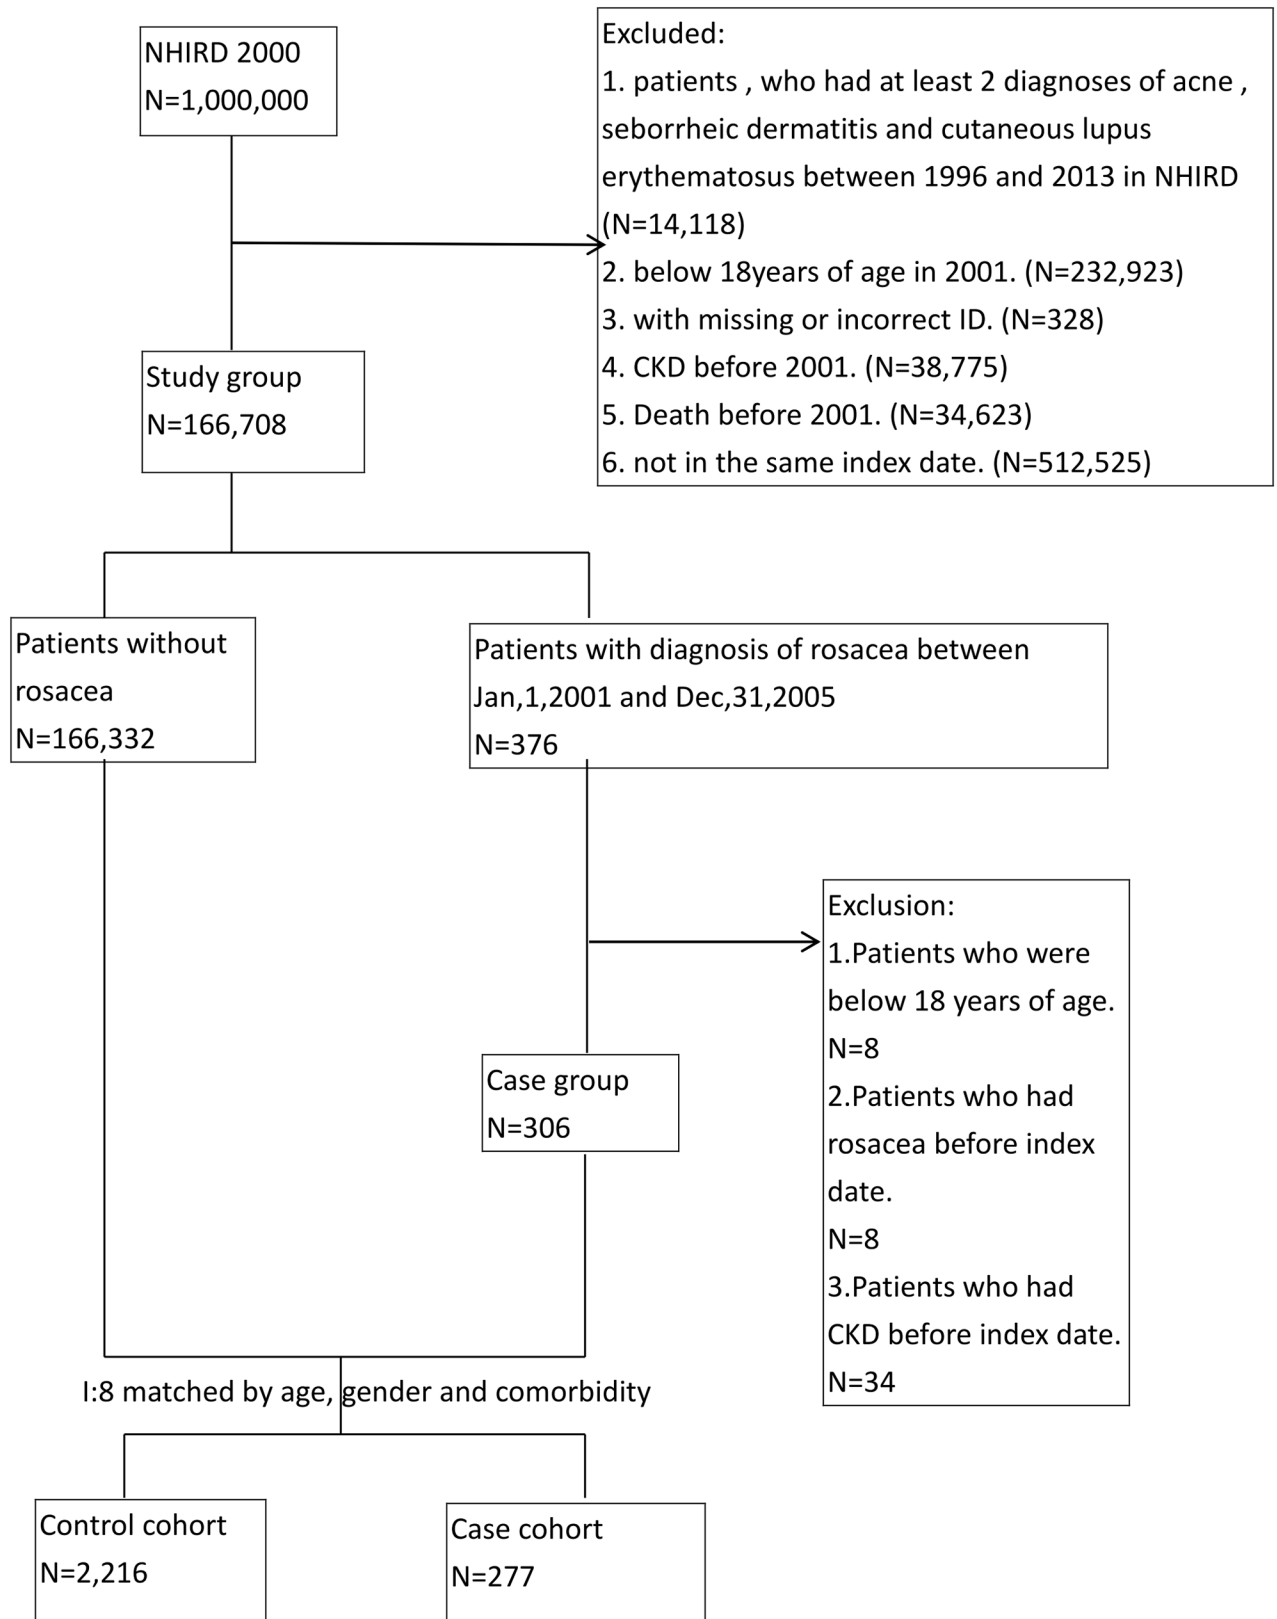 NHIRD 2000
N=1,000,000
Excluded:
1. patients , who had at least 2 diagnoses of acne ,
seborrheic dermatitis and cutaneous lupus
erythematosus between 1996 and 2013 in NHIRD
(N=14,118)
2. below 18years of age in 2001. (N=232,923)
3. with missing or incorrect ID. (N=328)
4. CKD before 2001. (N=38,775)
5. Death before 2001. (N=34,623)
6. not in the same index date. (N=512,525)
Study group
N=166,708
Patients without
rosacea
N=166,332
Patients with diagnosis of rosacea between
Jan,1,2001 and Dec,31,2005
N=376
Exclusion:
1.Patients who were
below 18 years of age.
N=8
2.Patients who had
rosacea before index
date.
N=8
3.Patients who had
CKD before index date.
N=34
Case group
N=306
I:8 matched by age, gender and comorbidity
Control cohort
N=2,216
Case cohort
N=277